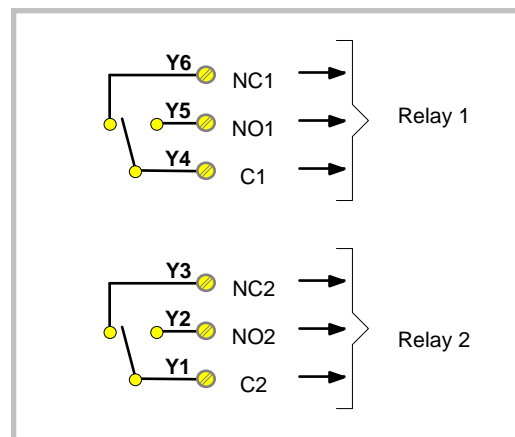 Y6 NC1
Y5 NO1 Relay 1
Y4 C1
Y3 NC2
Y2 NO2 Relay 2
Y1 C2